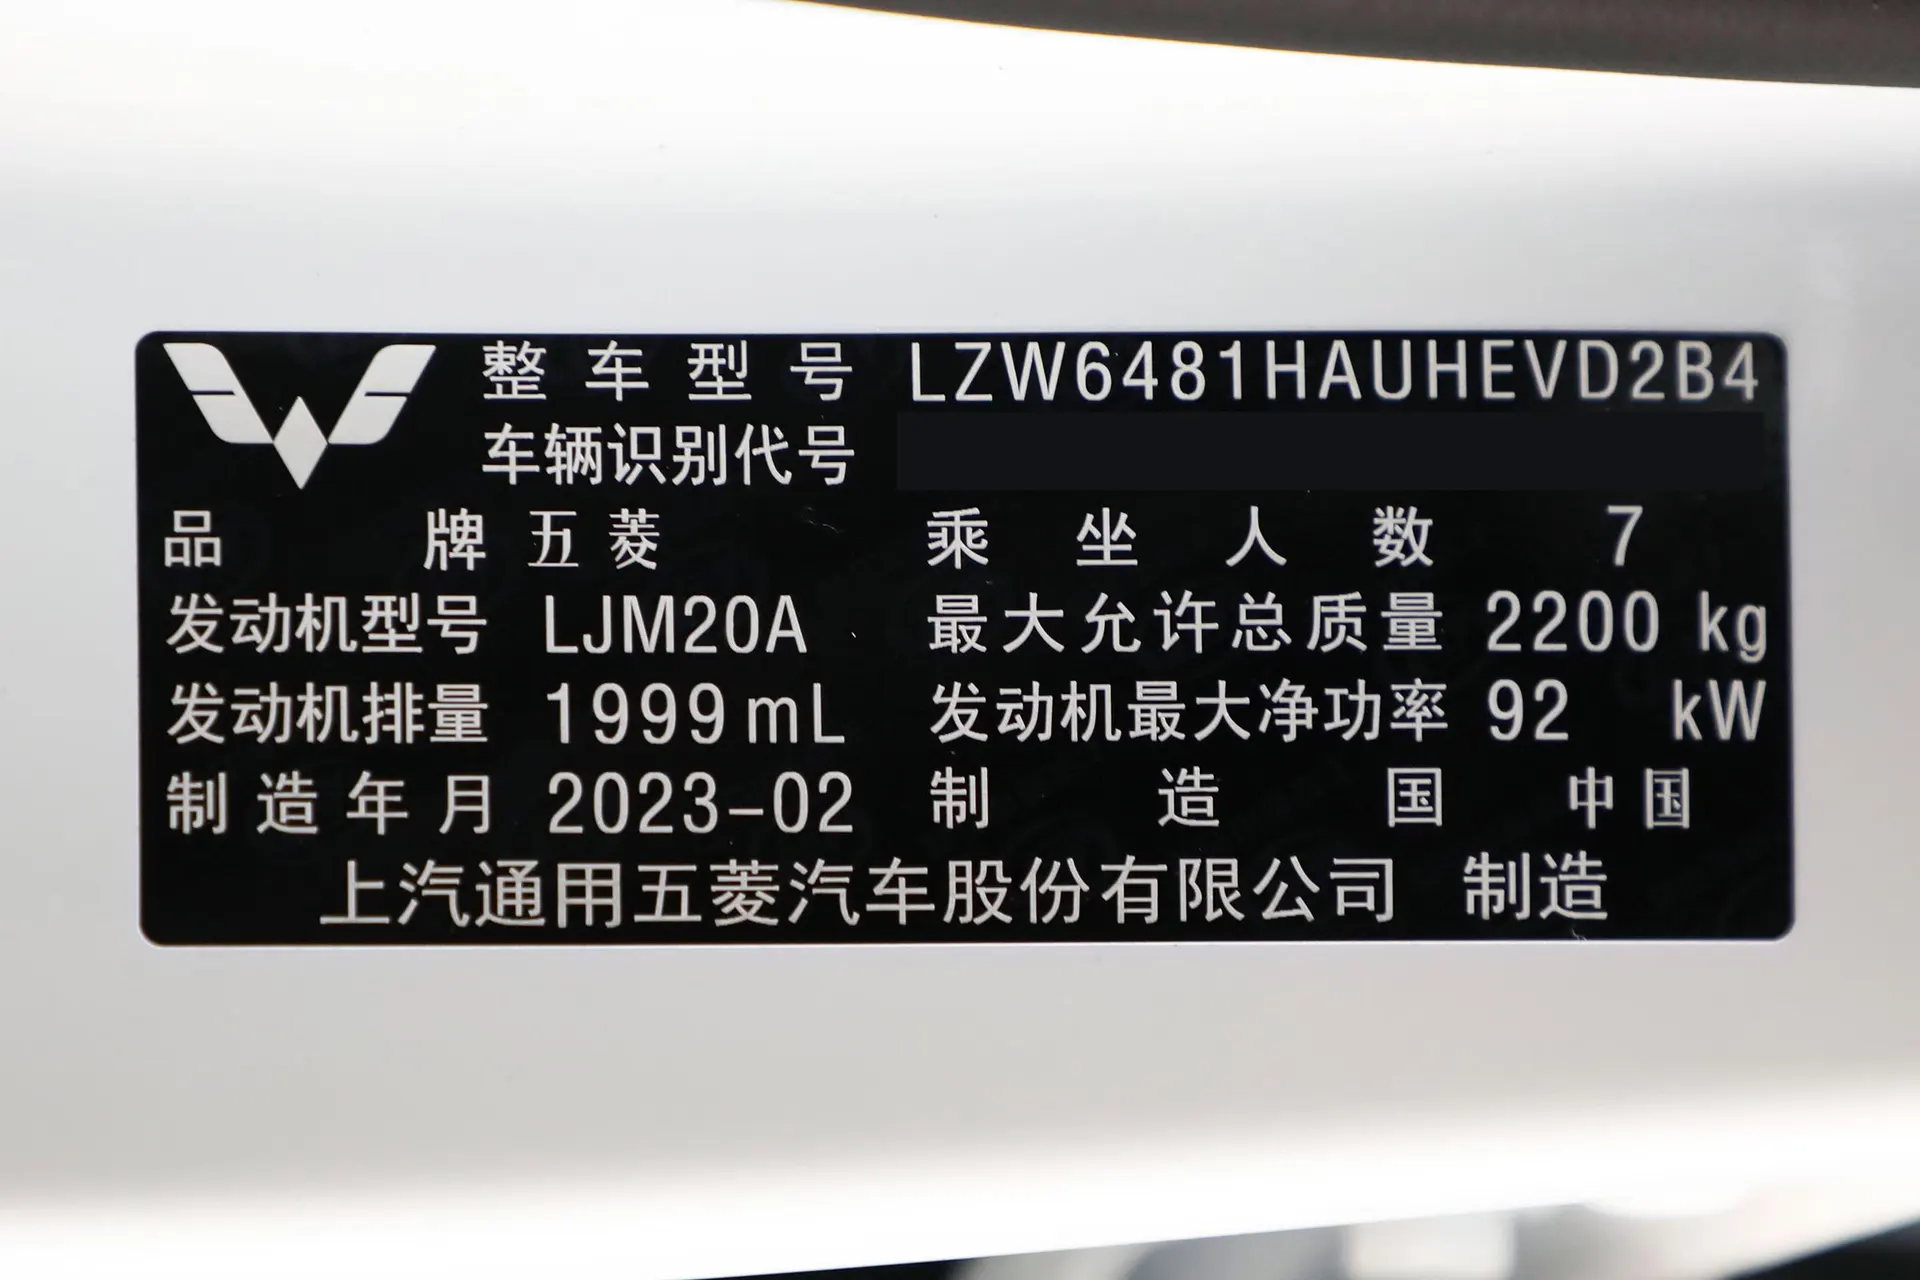 整车型号 LZW6481HAUHEVD2B4
车辆识别代号
品牌 五菱 乘坐人数 7
发动机型号 LJM20A 最大允许总质量 2200 kg
发动机排量 1999mL 发动机最大净功率 92 kW
制造年月 2023-02 制造国 中国
上汽通用五菱汽车股份有限公司 制造